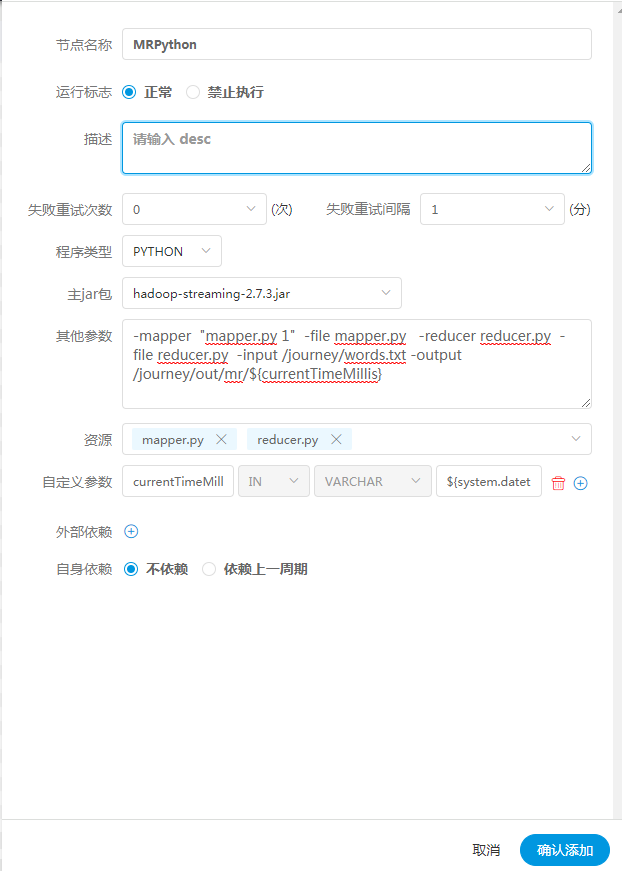 节点名称 MRPython
运行标志 正常 禁止执行
描述 请输入 desc
失败重试次数 0 (次) 失败重试间隔 1 (分)
程序类型 PYTHON
主jar包 hadoop-streaming-2.7.3.jar
其他参数 -mapper "mapper.py 1" -file mapper.py -reducer reducer.py -
file reducer.py -input /journey/words.txt -output
/journey/out/mr/${currentTimeMillis}
资源 mapper.py reducer.py
自定义参数 currentTimeMill IN VARCHAR ${system.datet
外部依赖
自身依赖 不依赖 依赖上一周期
取消 确认添加